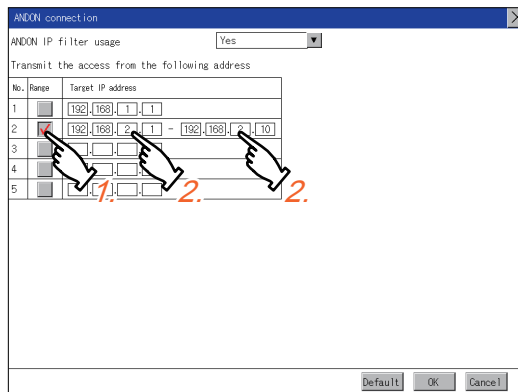 ANDON connection
ANDON IP filter usage Yes
Transmit the access from the following address
No. Range Target IP address
1 192.168.1.1
2 192.168.2.1 - 192.168.2.10
3
4
5
1. 2. 2.
Default OK Cancel